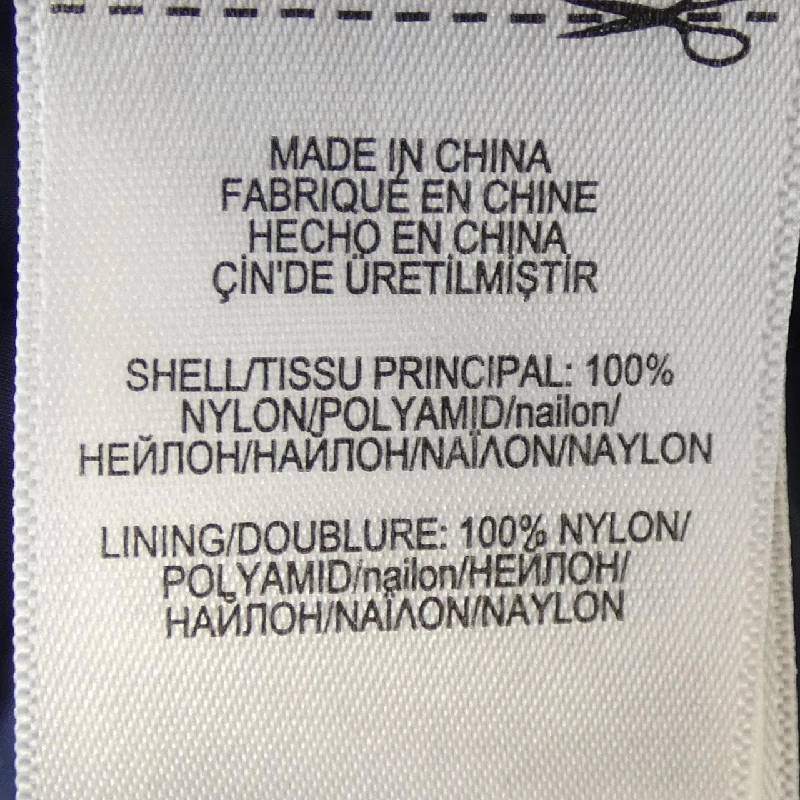 MADE IN CHINA
FABRIQUÉ EN CHINE
HECHO EN CHINA
ÇİN'DE ÜRETİLMİŞTİR
SHELL/TISSU PRINCIPAL: 100%
NYLON/POLYAMID/nailon/
НЕЙЛОН/НАЙЛОН/ΝΑΪΛΟΝ/NAYLON
LINING/DOUBLURE: 100% NYLON/
POLYAMID/nailon/НЕЙЛОН/
НАЙЛОН/ΝΑΪΛΟΝ/NAYLON